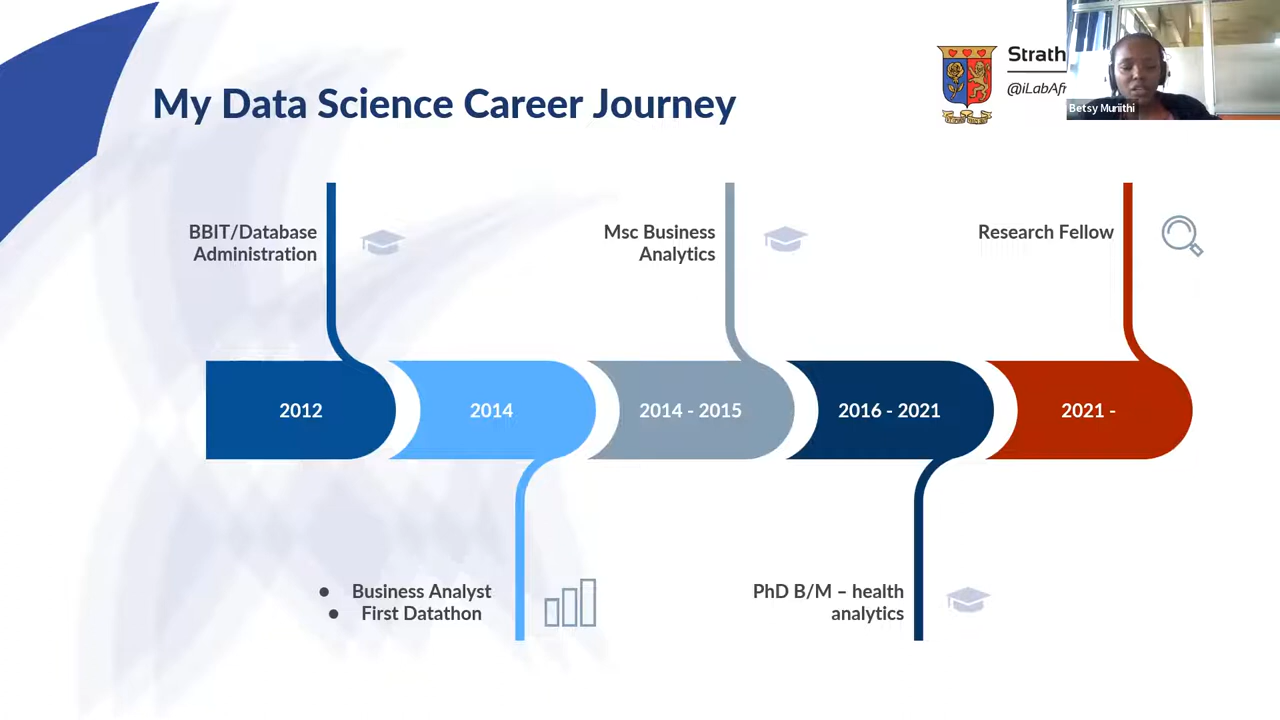 My Data Science Career Journey
Strath
@iLabAfr
Betsy Muriithi
BBIT/Database
Administration
Msc Business
Analytics
Research Fellow
2012
2014
2014 - 2015
2016 - 2021
2021 -
● Business Analyst
● First Datathon
PhD B/M – health
analytics